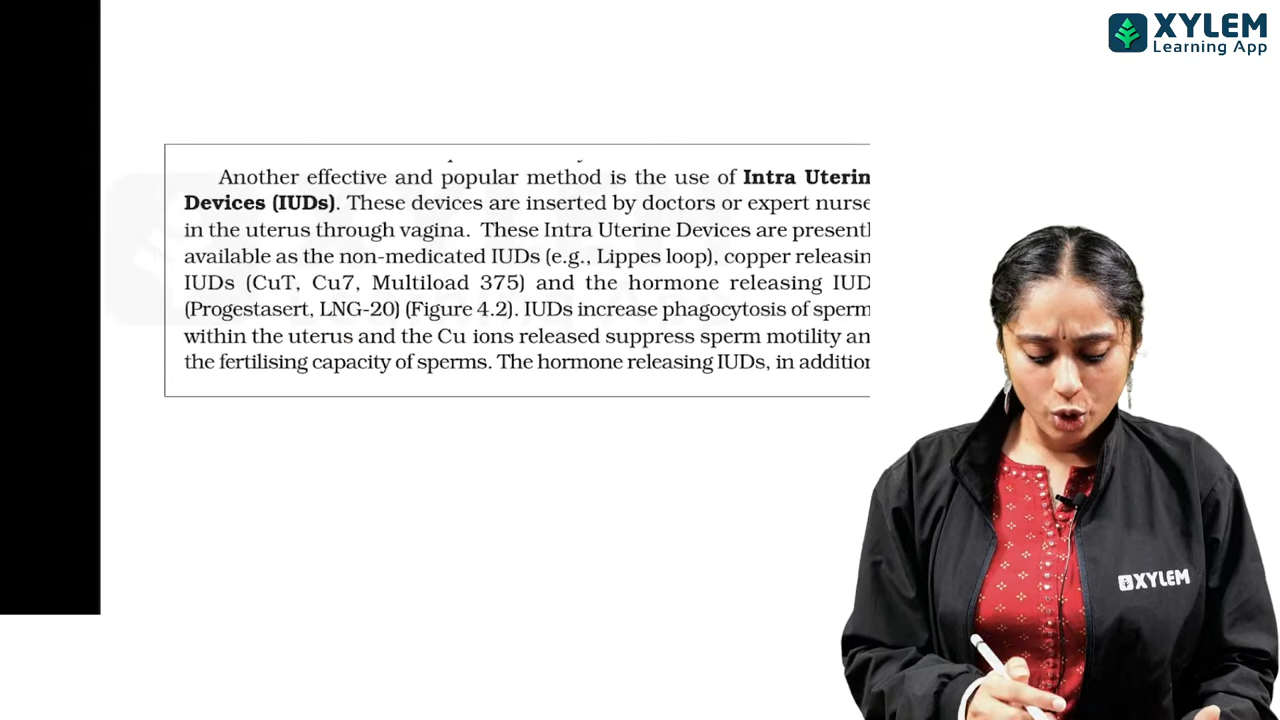 XYLEM
Learning App
Another effective and popular method is the use of Intra Uterin
Devices (IUDs). These devices are inserted by doctors or expert nurse
in the uterus through vagina. These Intra Uterine Devices are presentl
available as the non-medicated IUDs (e.g., Lippes loop), copper releasin
IUDs (CuT, Cu7, Multiload 375) and the hormone releasing IUD
(Progestasert, LNG-20) (Figure 4.2). IUDs increase phagocytosis of sperm
within the uterus and the Cu ions released suppress sperm motility an
the fertilising capacity of sperms. The hormone releasing IUDs, in addition
XYLEM